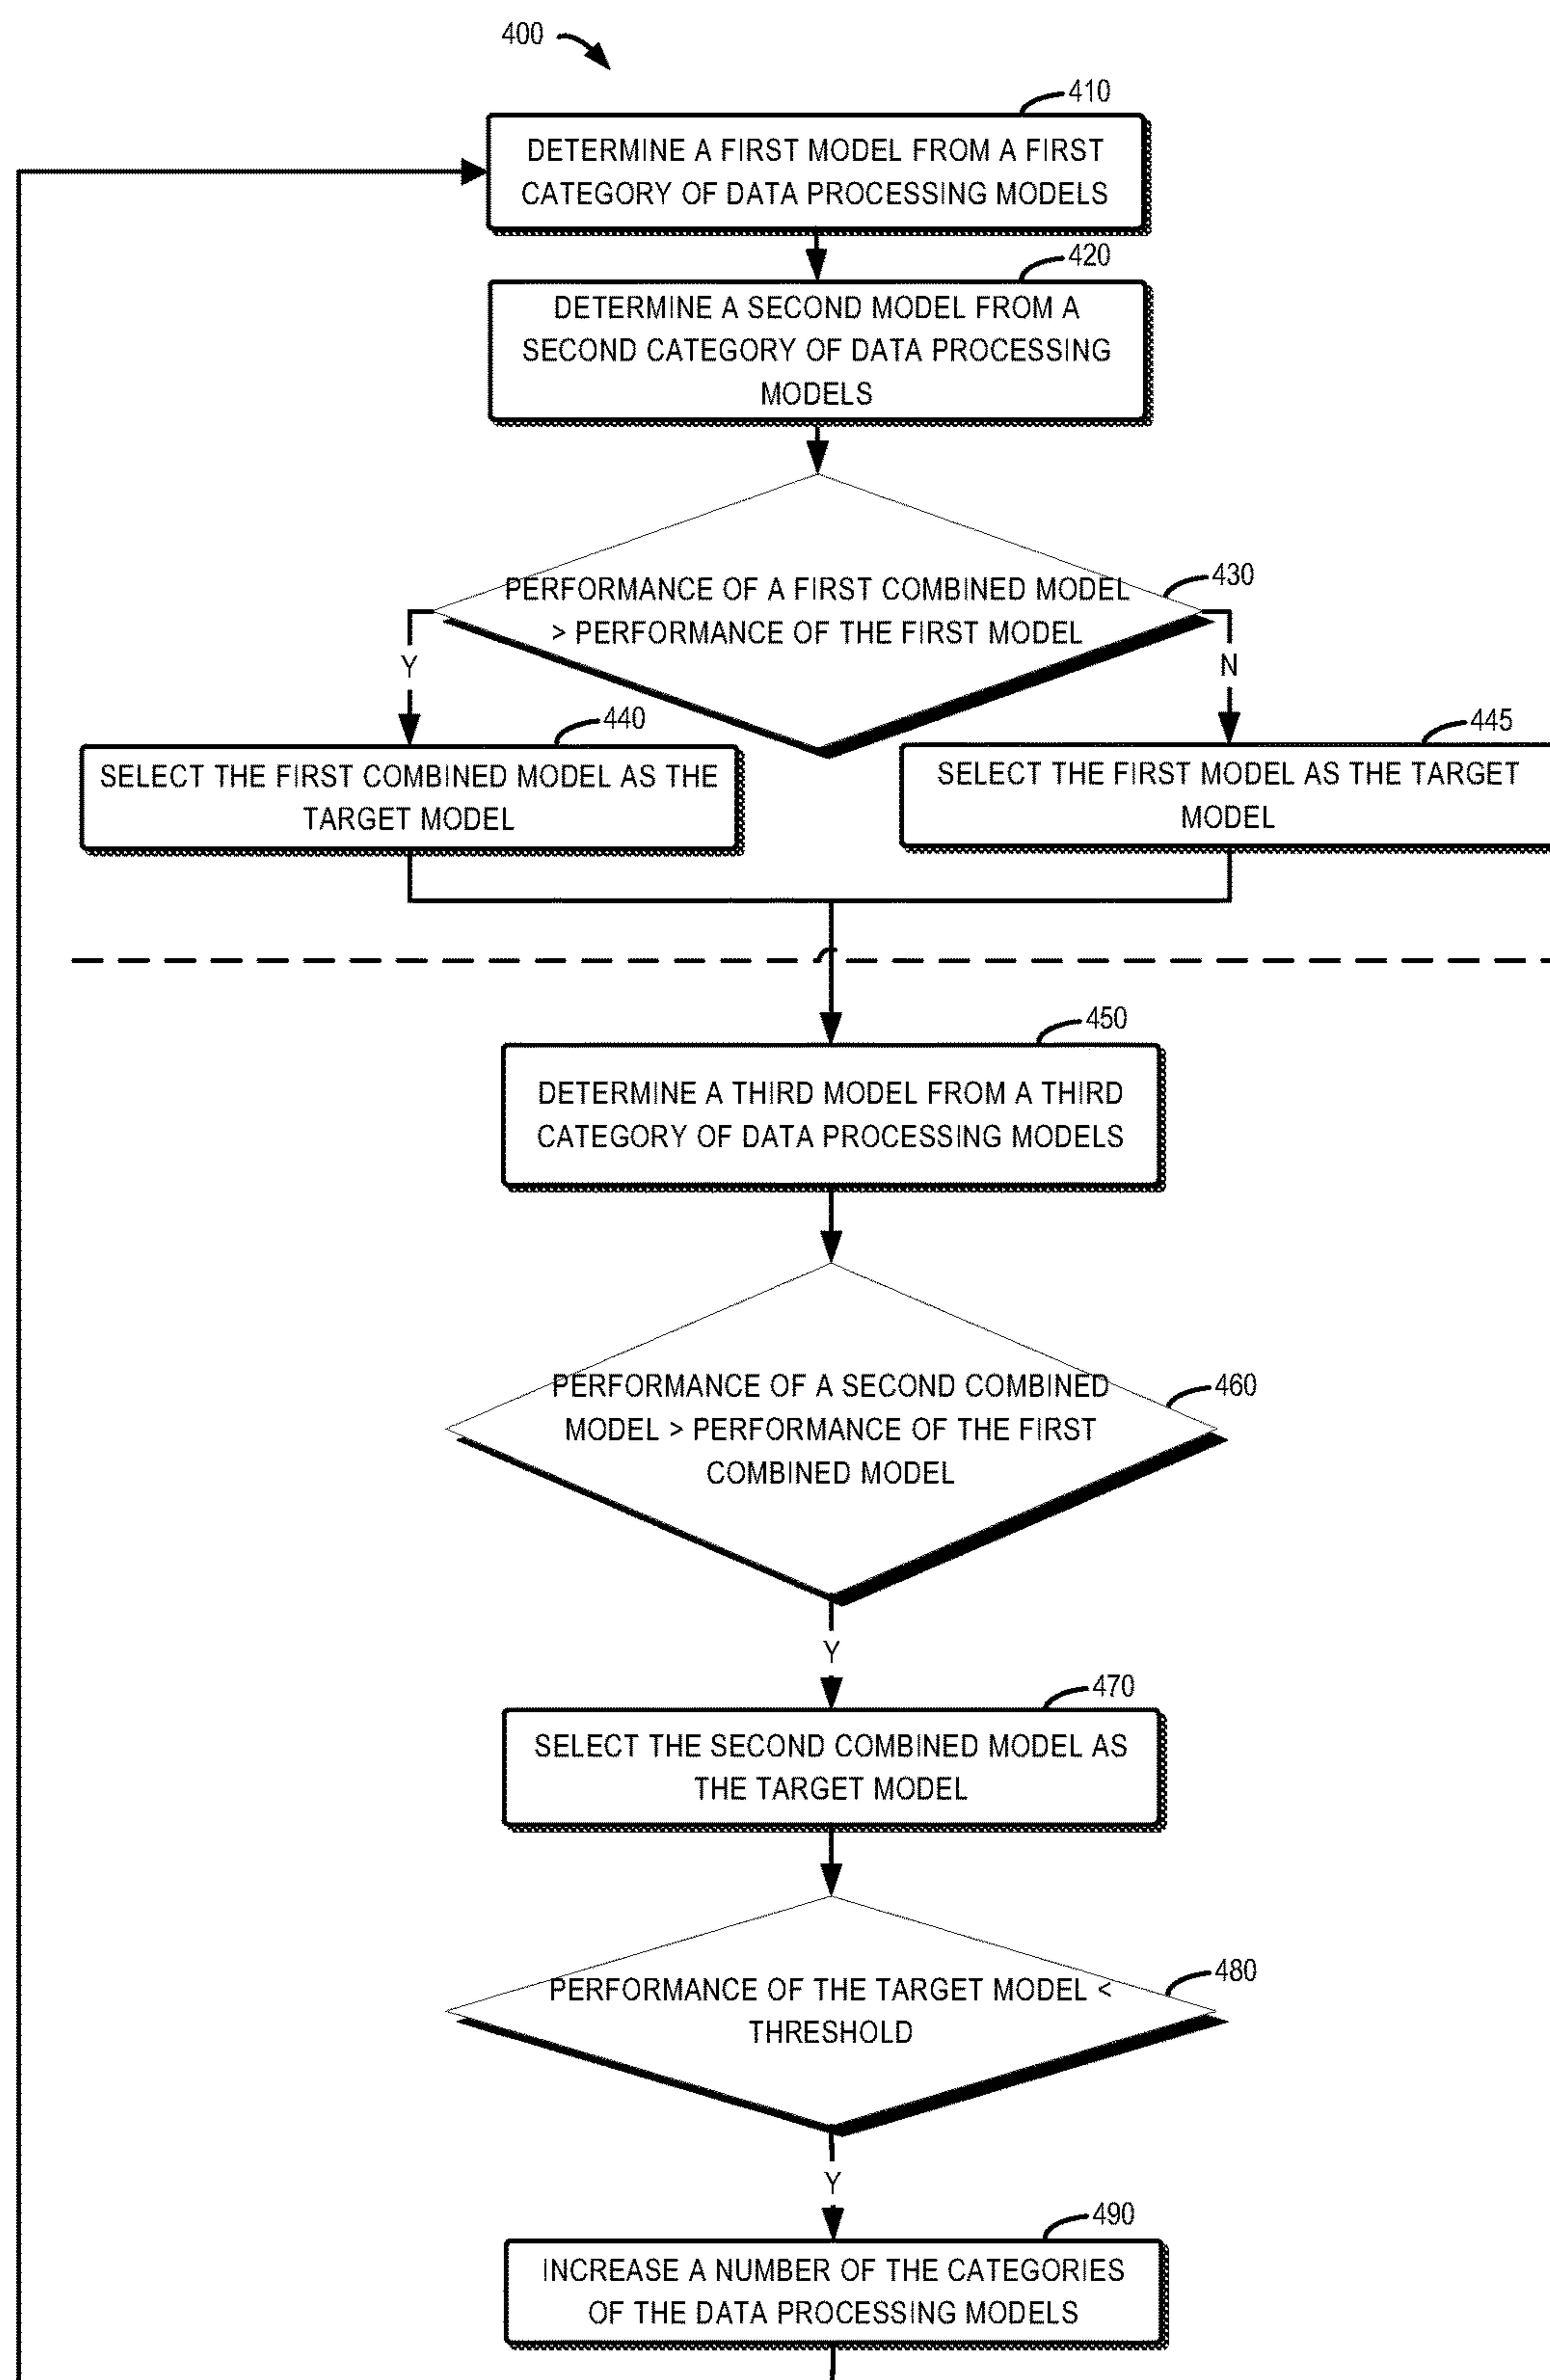 400
410
DETERMINE A FIRST MODEL FROM A FIRST
CATEGORY OF DATA PROCESSING MODELS
420
DETERMINE A SECOND MODEL FROM A
SECOND CATEGORY OF DATA PROCESSING
MODELS
430
PERFORMANCE OF A FIRST COMBINED MODEL
> PERFORMANCE OF THE FIRST MODEL
Y
N
440
SELECT THE FIRST COMBINED MODEL AS THE
TARGET MODEL
445
SELECT THE FIRST MODEL AS THE TARGET
MODEL
450
DETERMINE A THIRD MODEL FROM A THIRD
CATEGORY OF DATA PROCESSING MODELS
460
PERFORMANCE OF A SECOND COMBINED
MODEL > PERFORMANCE OF THE FIRST
COMBINED MODEL
Y
470
SELECT THE SECOND COMBINED MODEL AS
THE TARGET MODEL
480
PERFORMANCE OF THE TARGET MODEL <
THRESHOLD
Y
490
INCREASE A NUMBER OF THE CATEGORIES
OF THE DATA PROCESSING MODELS